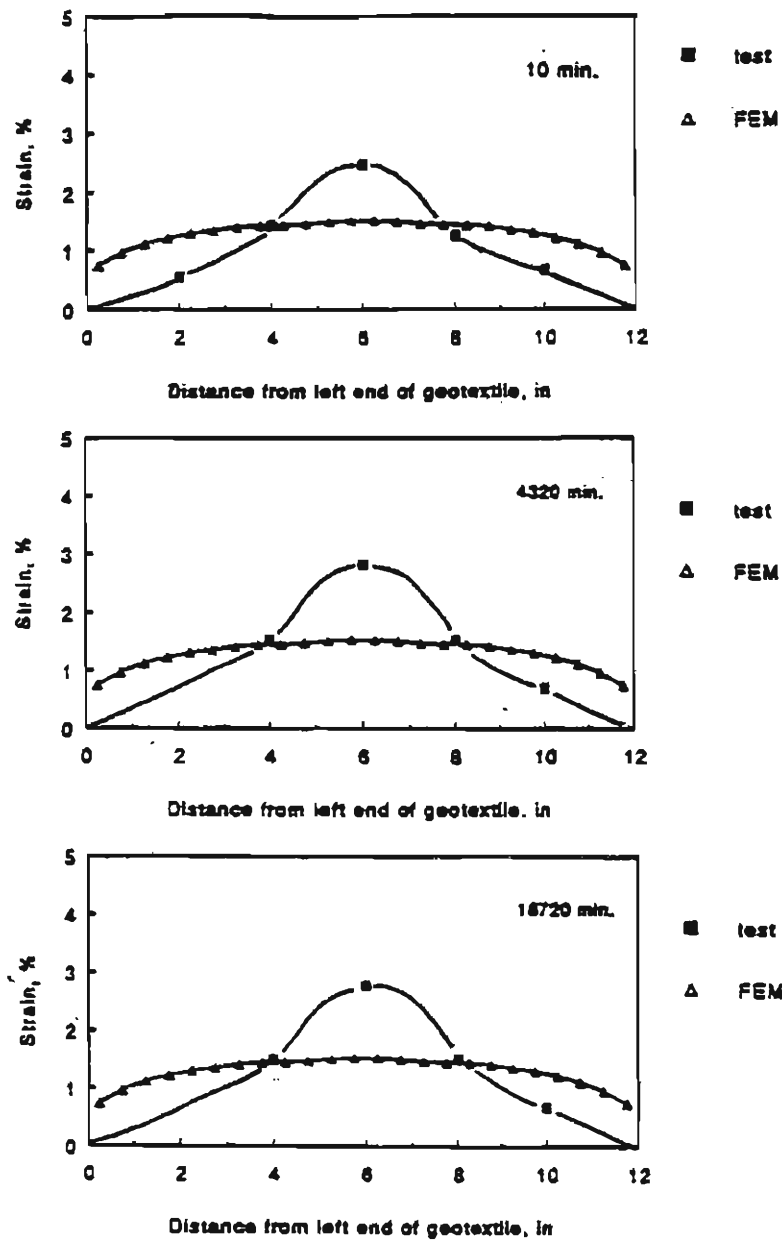 5
4
3
2
1
0
Strain, %
10 min.
■ test
△ FEM
0 2 4 6 8 10 12
Distance from left end of geotextile, in
5
4
3
2
1
0
Strain, %
4320 min.
■ test
△ FEM
0 2 4 6 8 10 12
Distance from left end of geotextile. in
5
4
3
2
1
0
Strain, %
18720 min.
■ test
△ FEM
0 2 4 6 8 10 12
Distance from left end of geotextile, in